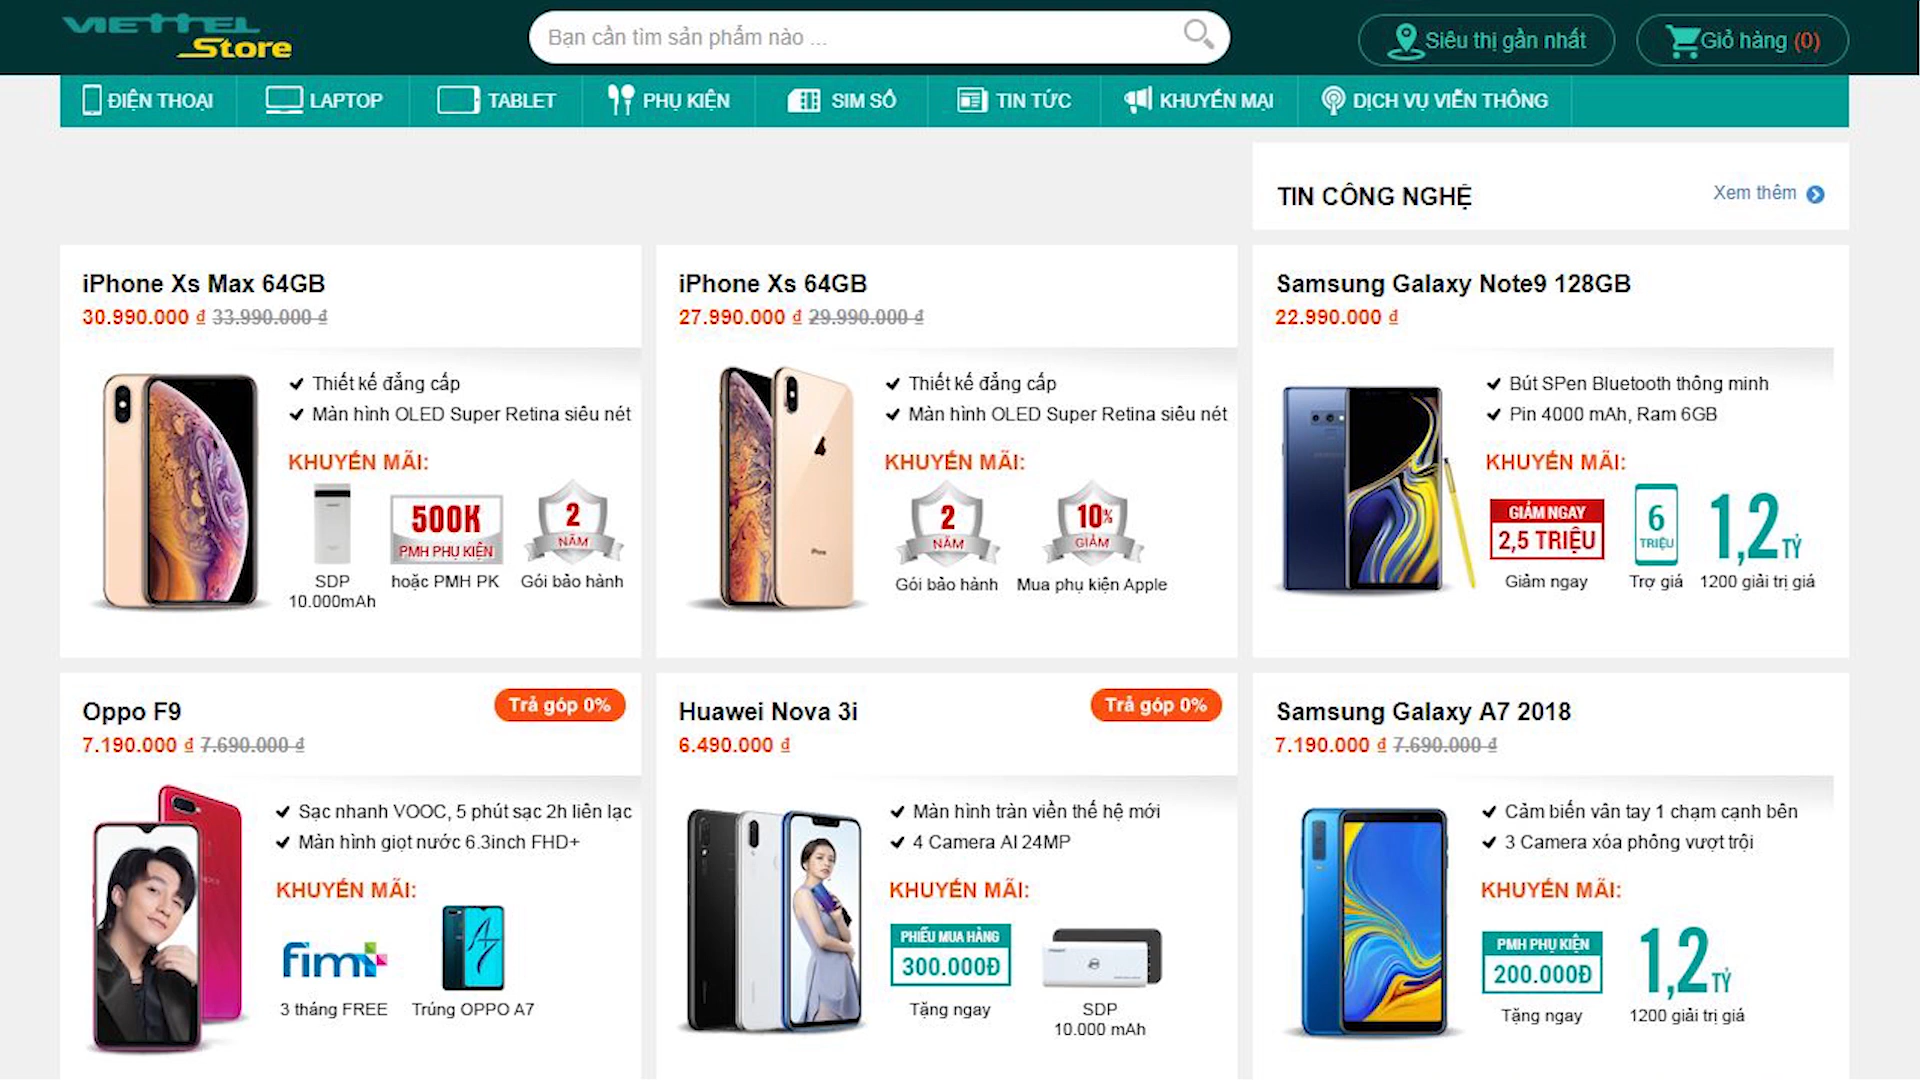 VIETTEL
Store
Bạn cần tìm sản phẩm nào ...
Siêu thị gần nhất
Giỏ hàng (0)
ĐIỆN THOẠI
LAPTOP
TABLET
PHỤ KIỆN
SIM SỐ
TIN TỨC
KHUYẾN MẠI
DỊCH VỤ VIỄN THÔNG
TIN CÔNG NGHỆ
Xem thêm
iPhone Xs Max 64GB
30.990.000 ₫ 33.990.000 ₫
Thiết kế đẳng cấp
Màn hình OLED Super Retina siêu nét
KHUYẾN MÃI:
500K
PMH PHỤ KIỆN
2
NĂM
SDP
10.000mAh
hoặc PMH PK
Gói bảo hành
iPhone Xs 64GB
27.990.000 ₫ 29.990.000 ₫
Thiết kế đẳng cấp
Màn hình OLED Super Retina siêu nét
KHUYẾN MÃI:
2
NĂM
10%
GIẢM
Gói bảo hành
Mua phụ kiện Apple
Samsung Galaxy Note9 128GB
22.990.000 ₫
Bút SPen Bluetooth thông minh
Pin 4000 mAh, Ram 6GB
KHUYẾN MÃI:
GIẢM NGAY
2,5 TRIỆU
6
TRIỆU
1,2 TỶ
Giảm ngay
Trợ giá
1200 giải trị giá
Oppo F9
Trả góp 0%
7.190.000 ₫ 7.690.000 ₫
Sạc nhanh VOOC, 5 phút sạc 2h liên lạc
Màn hình giọt nước 6.3inch FHD+
KHUYẾN MÃI:
fim+
A7
3 tháng FREE
Trúng OPPO A7
Huawei Nova 3i
Trả góp 0%
6.490.000 ₫
Màn hình tràn viền thế hệ mới
4 Camera AI 24MP
KHUYẾN MÃI:
PHIẾU MUA HÀNG
300.000Đ
Tặng ngay
SDP
10.000 mAh
Samsung Galaxy A7 2018
7.190.000 ₫ 7.690.000 ₫
Cảm biến vân tay 1 chạm cạnh bên
3 Camera xóa phông vượt trội
KHUYẾN MÃI:
PMH PHỤ KIỆN
200.000Đ
1,2 TỶ
Tặng ngay
1200 giải trị giá